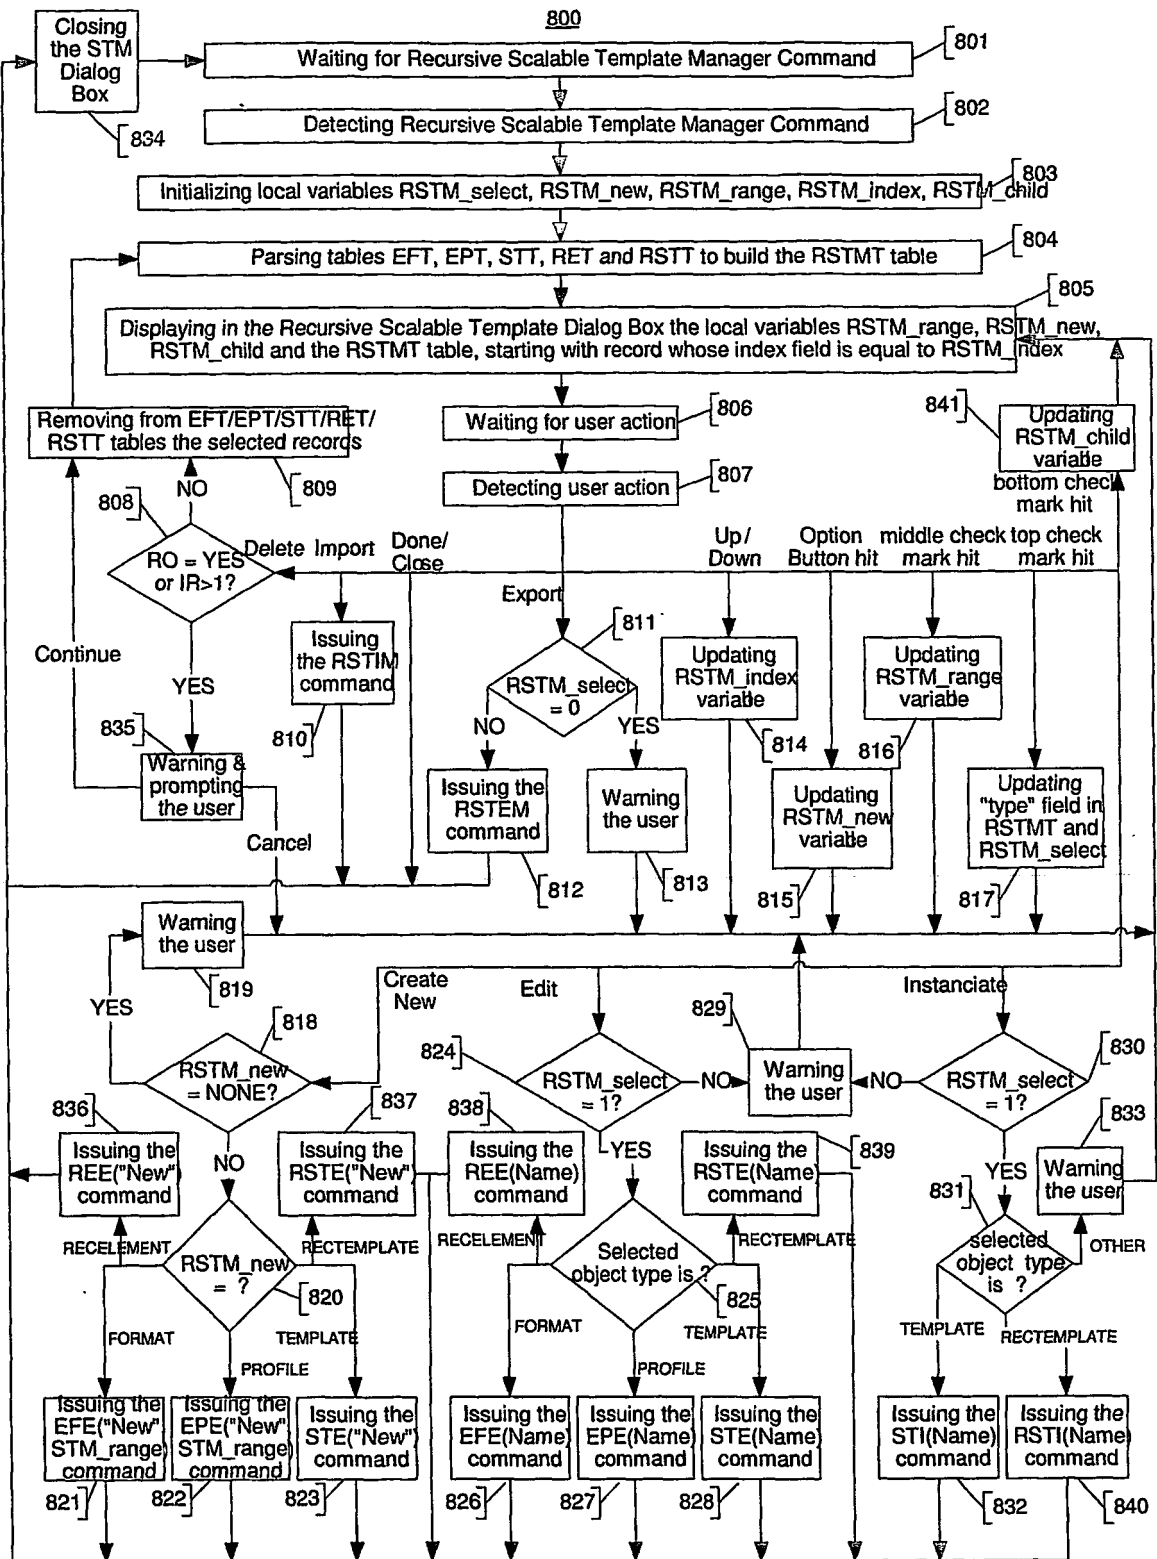 800
Closing
the STM
Dialog
Box
834
Waiting for Recursive Scalable Template Manager Command
801
Detecting Recursive Scalable Template Manager Command
802
Initializing local variables RSTM_select, RSTM_new, RSTM_range, RSTM_index, RSTM_child
803
Parsing tables EFT, EPT, STT, RET and RSTT to build the RSTMT table
804
805
Displaying in the Recursive Scalable Template Dialog Box the local variables RSTM_range, RSTM_new,
RSTM_child and the RSTMT table, starting with record whose index field is equal to RSTM_index
Removing from EFT/EPT/STT/RET/
RSTT tables the selected records
809
Waiting for user action
806
Detecting user action
807
841
Updating
RSTM_child
variable
bottom check
mark hit
NO
808
RO = YES
or IR>1?
Delete
Import
Done/
Close
Export
Up/
Down
Option
Button hit
middle check
mark hit
top check
mark hit
Continue
YES
835
Warning &
prompting
the user
Cancel
Issuing
the RSTIM
command
810
811
RSTM_select
= 0
NO
YES
Issuing the
RSTEM
command
812
Warning
the user
813
Updating
RSTM_index
variable
814
Updating
RSTM_new
variable
815
Updating
RSTM_range
variable
816
Updating
"type" field in
RSTMT and
RSTM_select
817
Warning
the user
819
YES
Create
New
Edit
Instanciate
818
RSTM_new
= NONE?
824
RSTM_select
= 1?
NO
829
Warning
the user
NO
RSTM_select
= 1?
830
836
Issuing the
REE("New")
command
NO
837
Issuing the
RSTE("New")
command
838
Issuing the
REE(Name)
command
YES
Issuing the
RSTE(Name)
command
839
YES
833
Warning
the user
831
RECELEMENT
RSTM_new
= ?
820
RECTEMPLATE
RECELEMENT
Selected
object type is ?
825
RECTEMPLATE
selected
object type
is ?
OTHER
FORMAT
PROFILE
TEMPLATE
FORMAT
PROFILE
TEMPLATE
TEMPLATE
RECTEMPLATE
Issuing the
EFE("New"
STM_range)
command
821
Issuing the
EPE("New"
STM_range)
command
822
Issuing the
STE("New")
command
823
Issuing the
EFE(Name)
command
826
Issuing the
EPE(Name)
command
827
Issuing the
STE(Name)
command
828
Issuing the
STI(Name)
command
832
Issuing the
RSTI(Name)
command
840